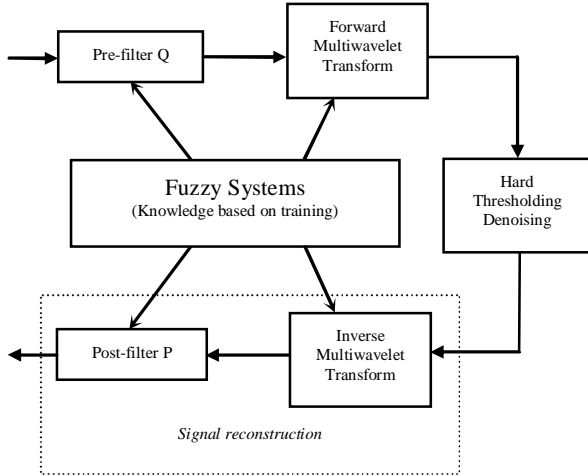 Pre-filter Q
Forward
Multiwavelet
Transform
Fuzzy Systems
(Knowledge based on training)
Hard
Thresholding
Denoising
Post-filter P
Inverse
Multiwavelet
Transform
Signal reconstruction